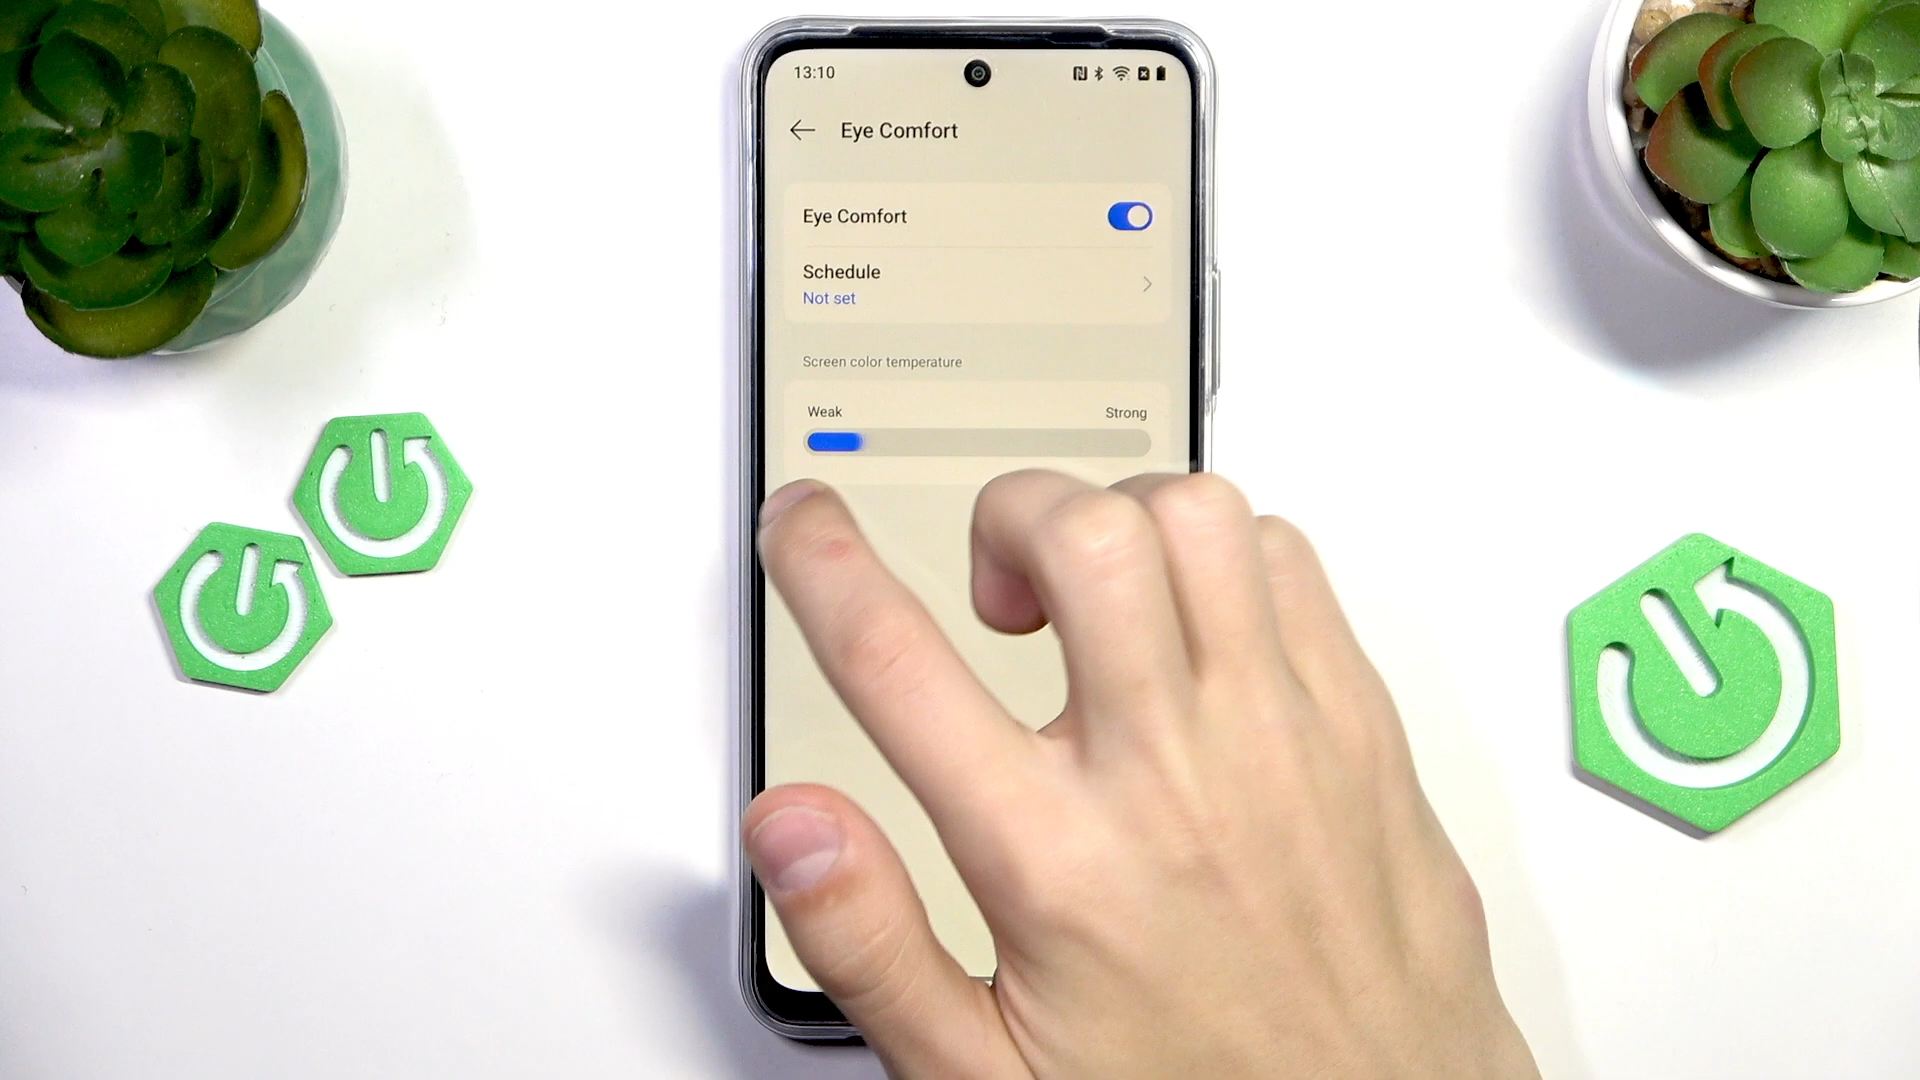 13:10
Eye Comfort
Eye Comfort
Schedule
Not set
Screen color temperature
Weak
Strong